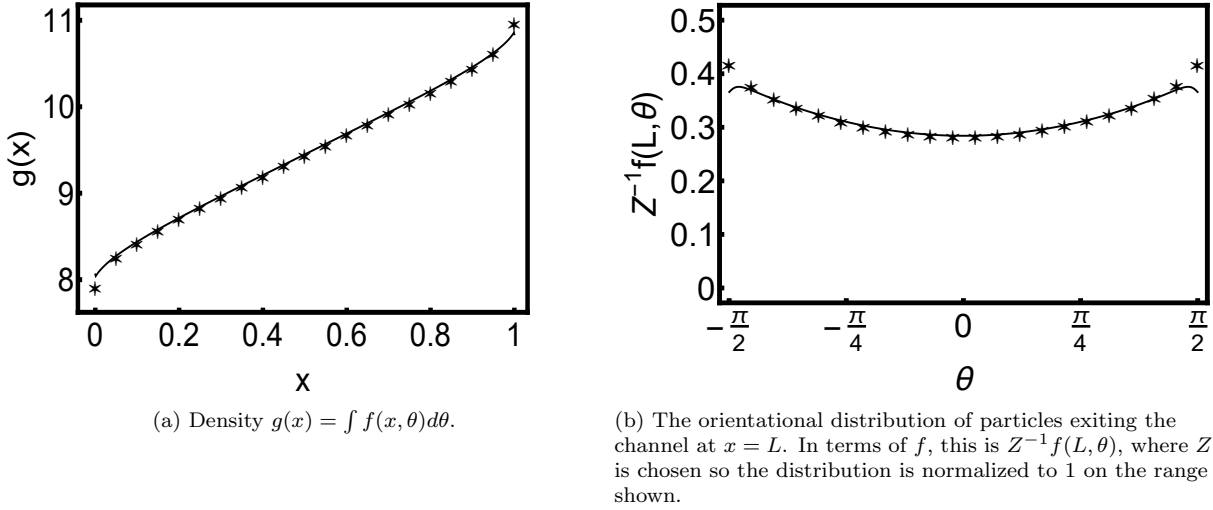 11
10
9
8
g(x)
0 0.2 0.4 0.6 0.8 1
x
(a) Density g(x) = ∫ f(x, θ)dθ.
0.5
0.4
0.3
0.2
0.1
0
Z⁻¹f(L,θ)
−π/2 −π/4 0 π/4 π/2
θ
(b) The orientational distribution of particles exiting the
channel at x = L. In terms of f, this is Z⁻¹f(L, θ), where Z
is chosen so the distribution is normalized to 1 on the range
shown.